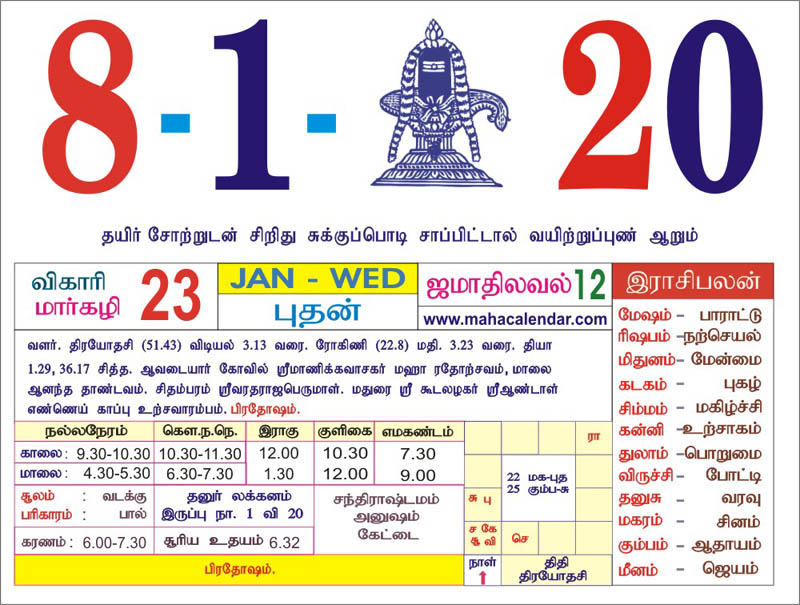 8-1- 20
தயிர் சோற்றுடன் சிறிது சுக்குப்பொடி சாப்பிட்டால் வயிற்றுப்புண் ஆறும்
விகாரி
மார்கழி 23
JAN - WED
புதன்
ஜமாதிலவல் 12
www.mahacalendar.com
வளர். திரயோதசி (51.43) விடியல் 3.13 வரை. ரோகிணி (22.8) மதி. 3.23 வரை. தியா
1.29, 36.17 சித்த. ஆவடையார் கோவில் ஸ்ரீமாணிக்கவாசகர் மஹா ரதோற்சவம், மாலை
ஆனந்த தாண்டவம். சிதம்பரம் ஸ்ரீவரதராஜபெருமாள். மதுரை ஸ்ரீ கூடலழகர் ஸ்ரீஆண்டாள்
எண்ணெய் காப்பு உற்சவாரம்பம். பிரதோஷம்.
நல்லநேரம் கௌ.ந.நெ. இராகு குளிகை எமகண்டம்
காலை: 9.30-10.30 10.30-11.30 12.00 10.30 7.30
மாலை: 4.30-5.30 6.30-7.30 1.30 12.00 9.00
சூலம் : வடக்கு
பரிகாரம் : பால்
தனுர் லக்கனம்
இருப்பு நா. 1 வி 20
சந்திராஷ்டமம்
அனுஷம்
கேட்டை
கரணம் : 6.00-7.30 சூரிய உதயம் 6.32
பிரதோஷம்.
ரா
22 மக-புத
25 கும்ப-சு
சு பு
ச கே
சூ வி
செ
நாள்
↑
திதி
திரயோதசி
இராசிபலன்
மேஷம் - பாராட்டு
ரிஷபம் - நற்செயல்
மிதுனம் - மேன்மை
கடகம் - புகழ்
சிம்மம் - மகிழ்ச்சி
கன்னி - உற்சாகம்
துலாம் - பொறுமை
விருச்சி - போட்டி
தனுசு - வரவு
மகரம் - சினம்
கும்பம் - ஆதாயம்
மீனம் - ஜெயம்